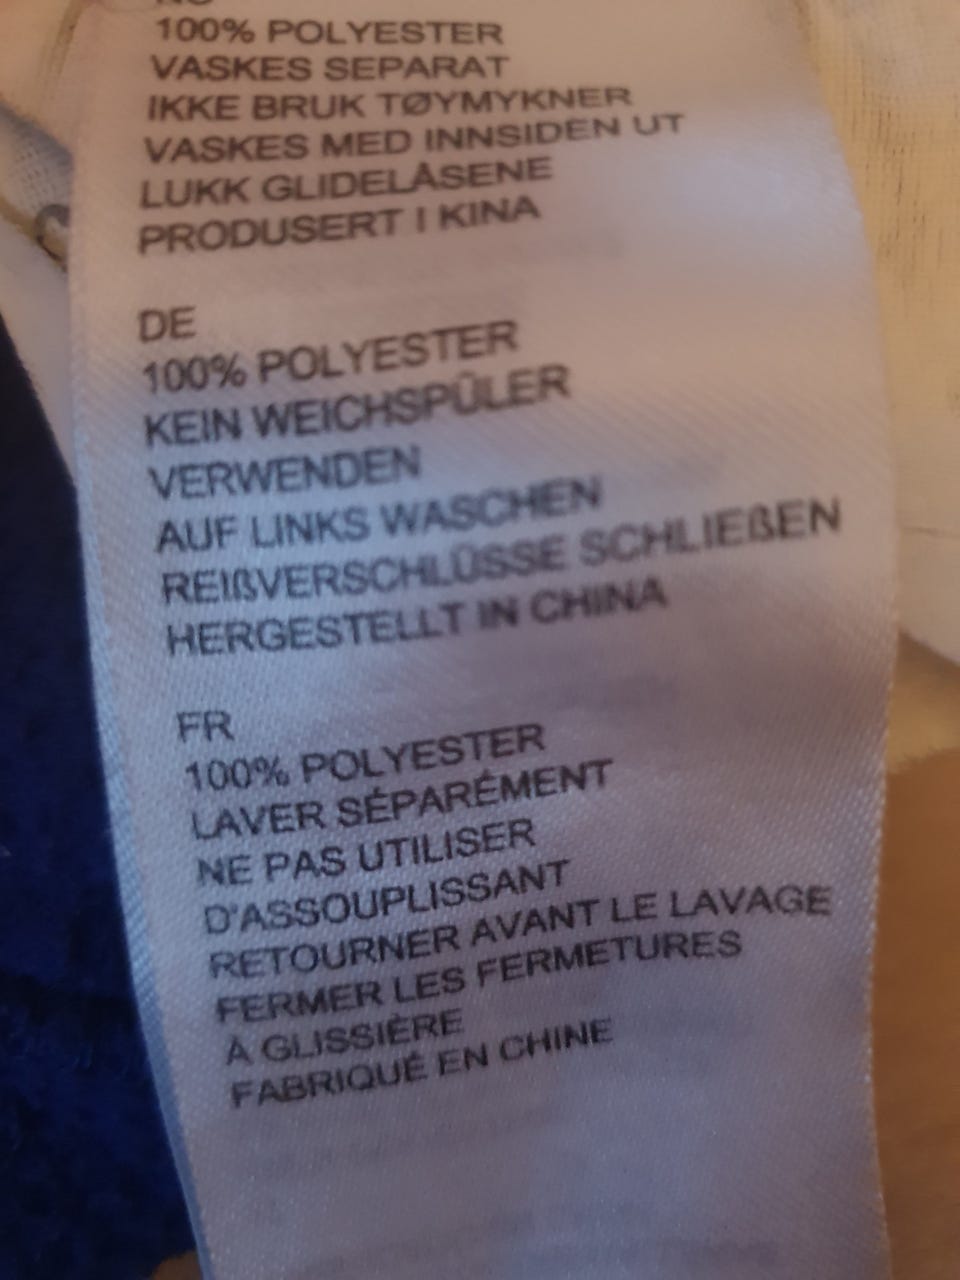 NO
100% POLYESTER
VASKES SEPARAT
IKKE BRUK TØYMYKNER
VASKES MED INNSIDEN UT
LUKK GLIDELÅSENE
PRODUSERT I KINA
DE
100% POLYESTER
KEIN WEICHSPÜLER
VERWENDEN
AUF LINKS WASCHEN
REIßVERSCHLÜSSE SCHLIEßEN
HERGESTELLT IN CHINA
FR
100% POLYESTER
LAVER SÉPARÉMENT
NE PAS UTILISER
D'ASSOUPLISSANT
RETOURNER AVANT LE LAVAGE
FERMER LES FERMETURES
À GLISSIÈRE
FABRIQUÉ EN CHINE